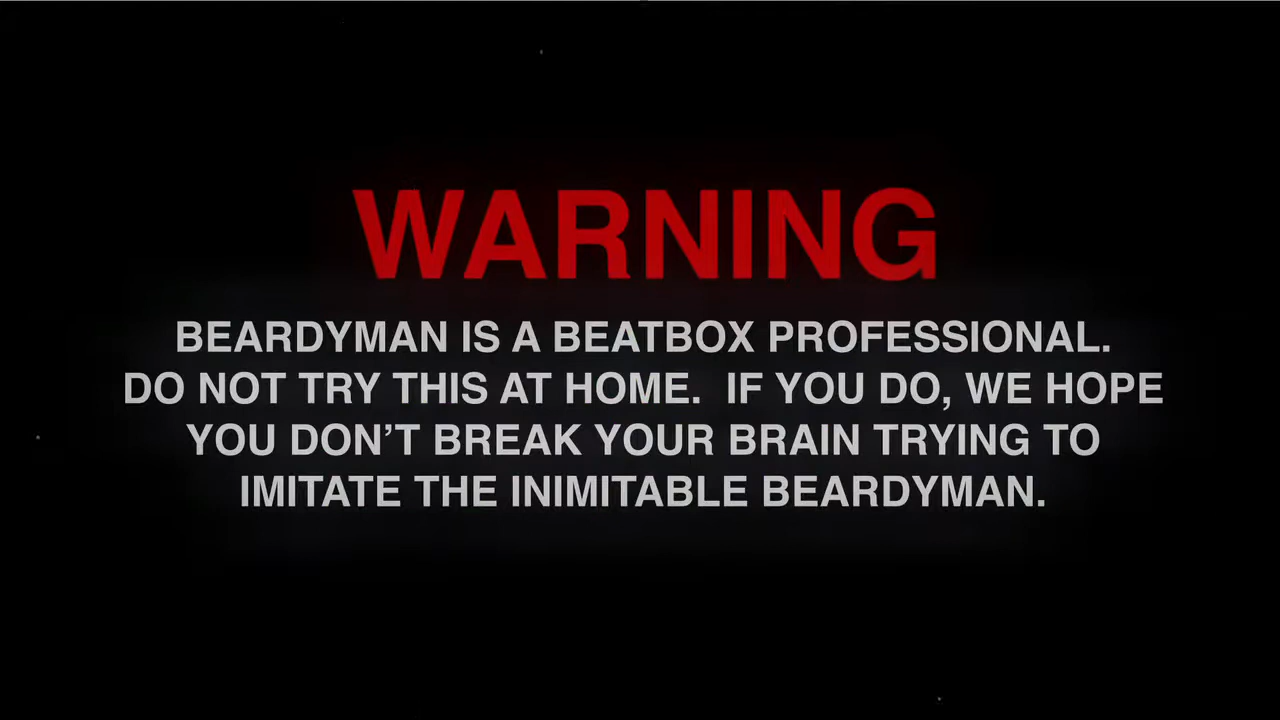 WARNING
BEARDYMAN IS A BEATBOX PROFESSIONAL.
DO NOT TRY THIS AT HOME.  IF YOU DO, WE HOPE
YOU DON’T BREAK YOUR BRAIN TRYING TO
IMITATE THE INIMITABLE BEARDYMAN.